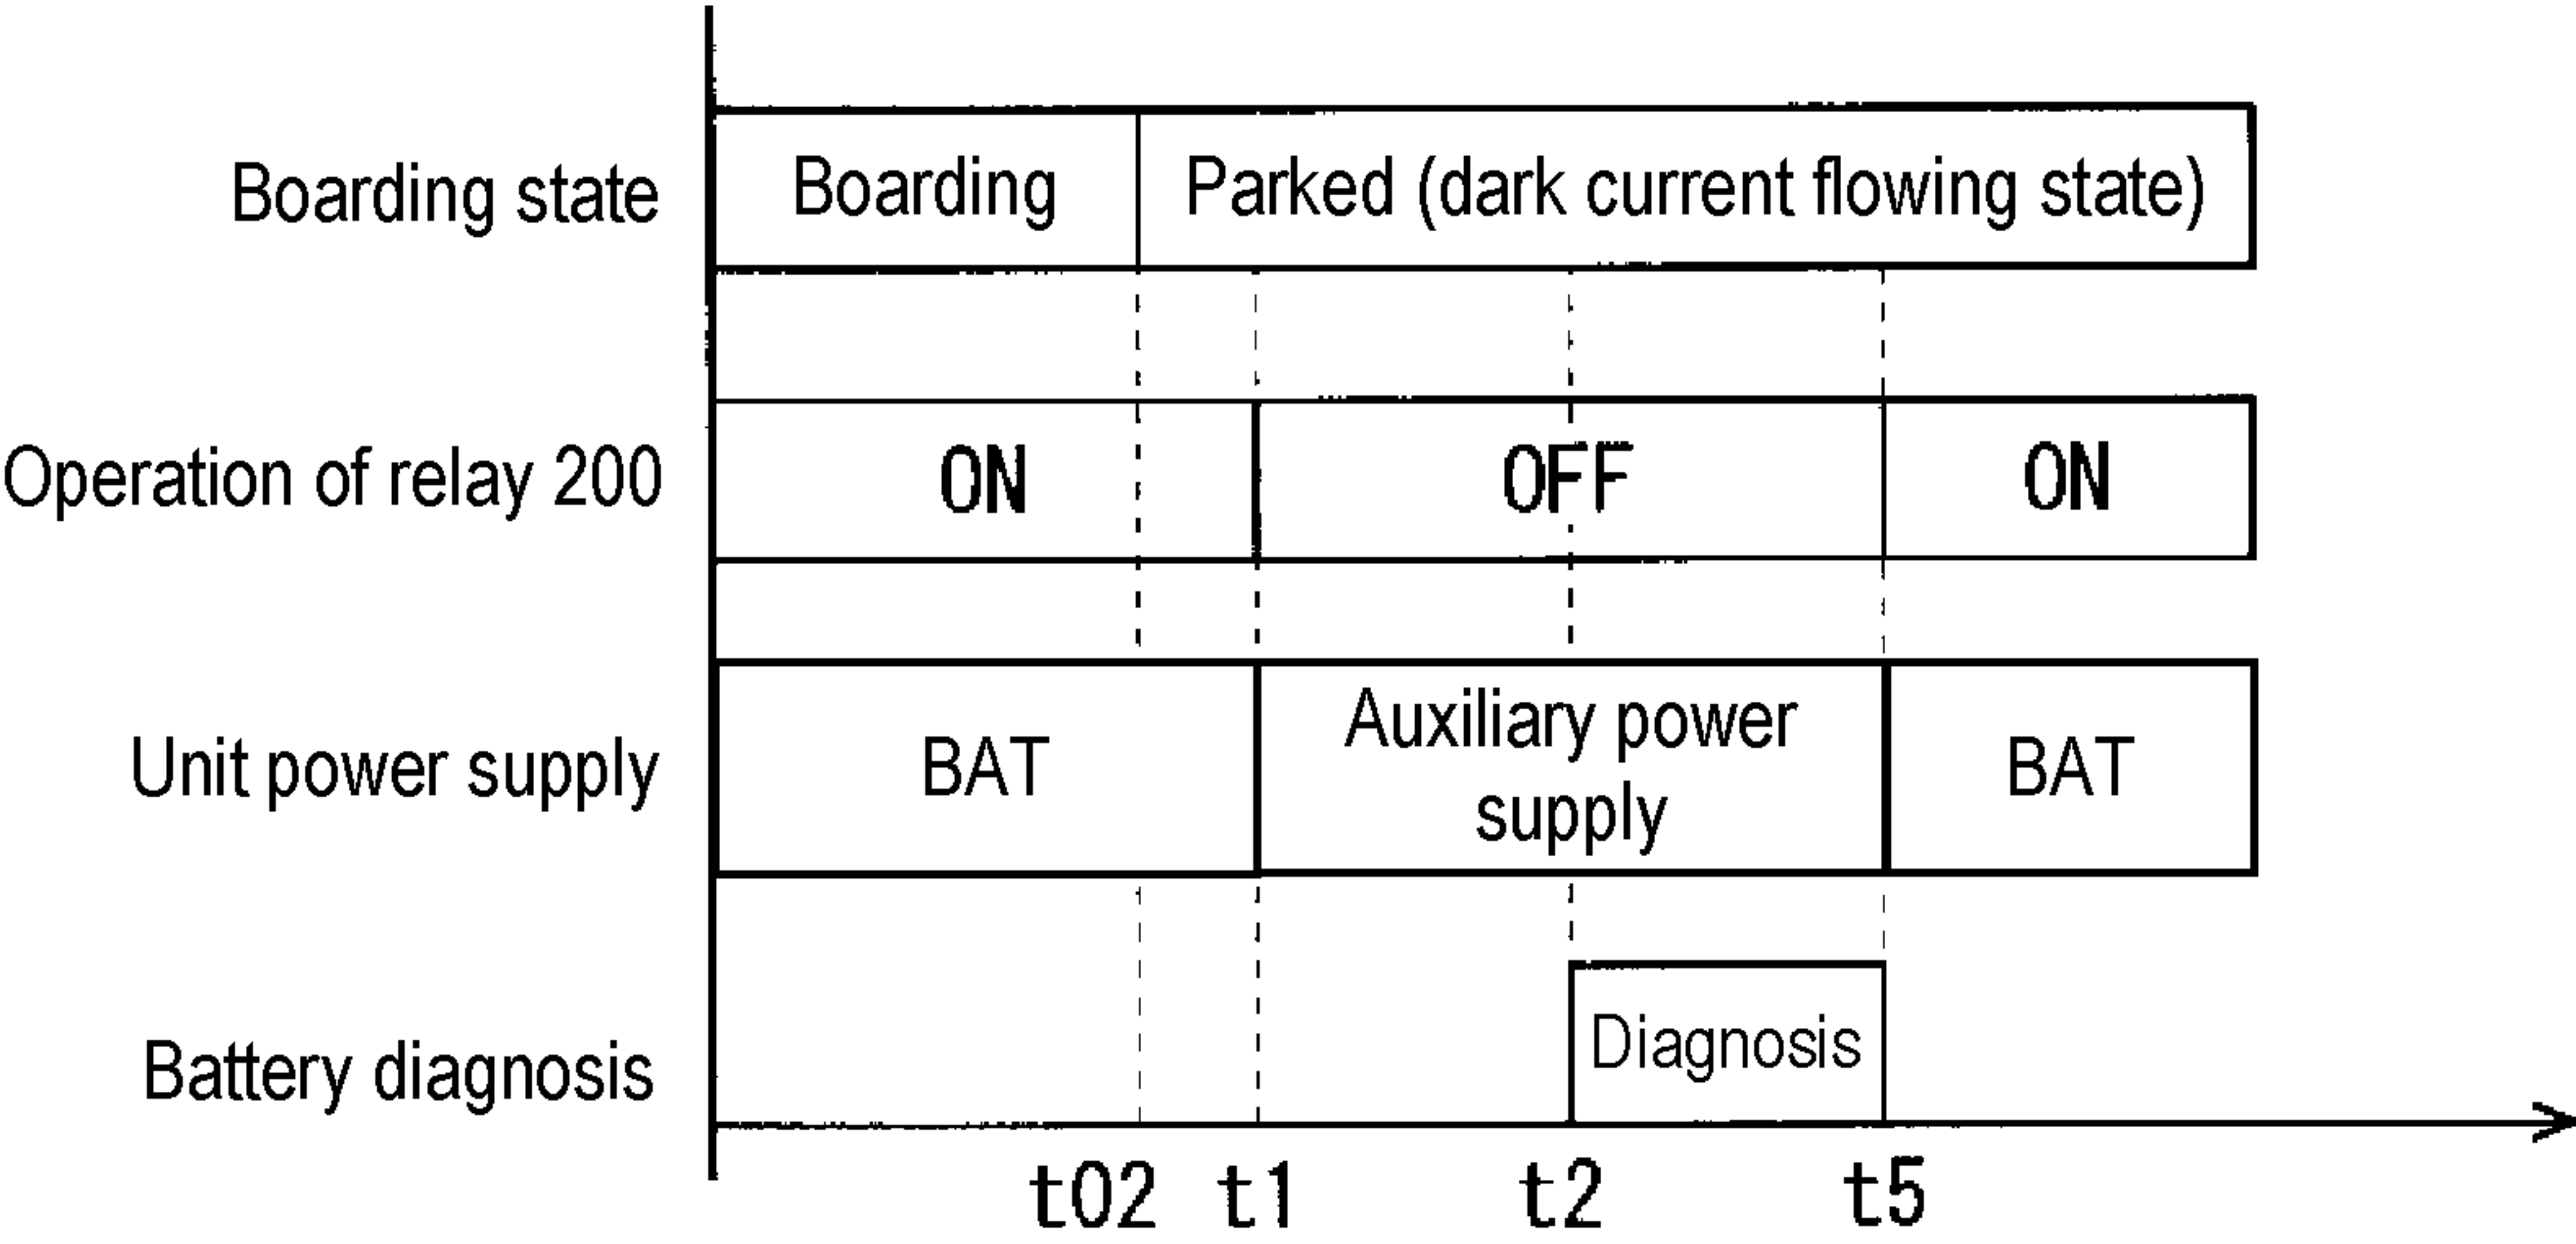 Boarding state
Boarding
Parked (dark current flowing state)
Operation of relay 200
ON
OFF
ON
Unit power supply
BAT
Auxiliary power
supply
BAT
Battery diagnosis
Diagnosis
t02
t1
t2
t5